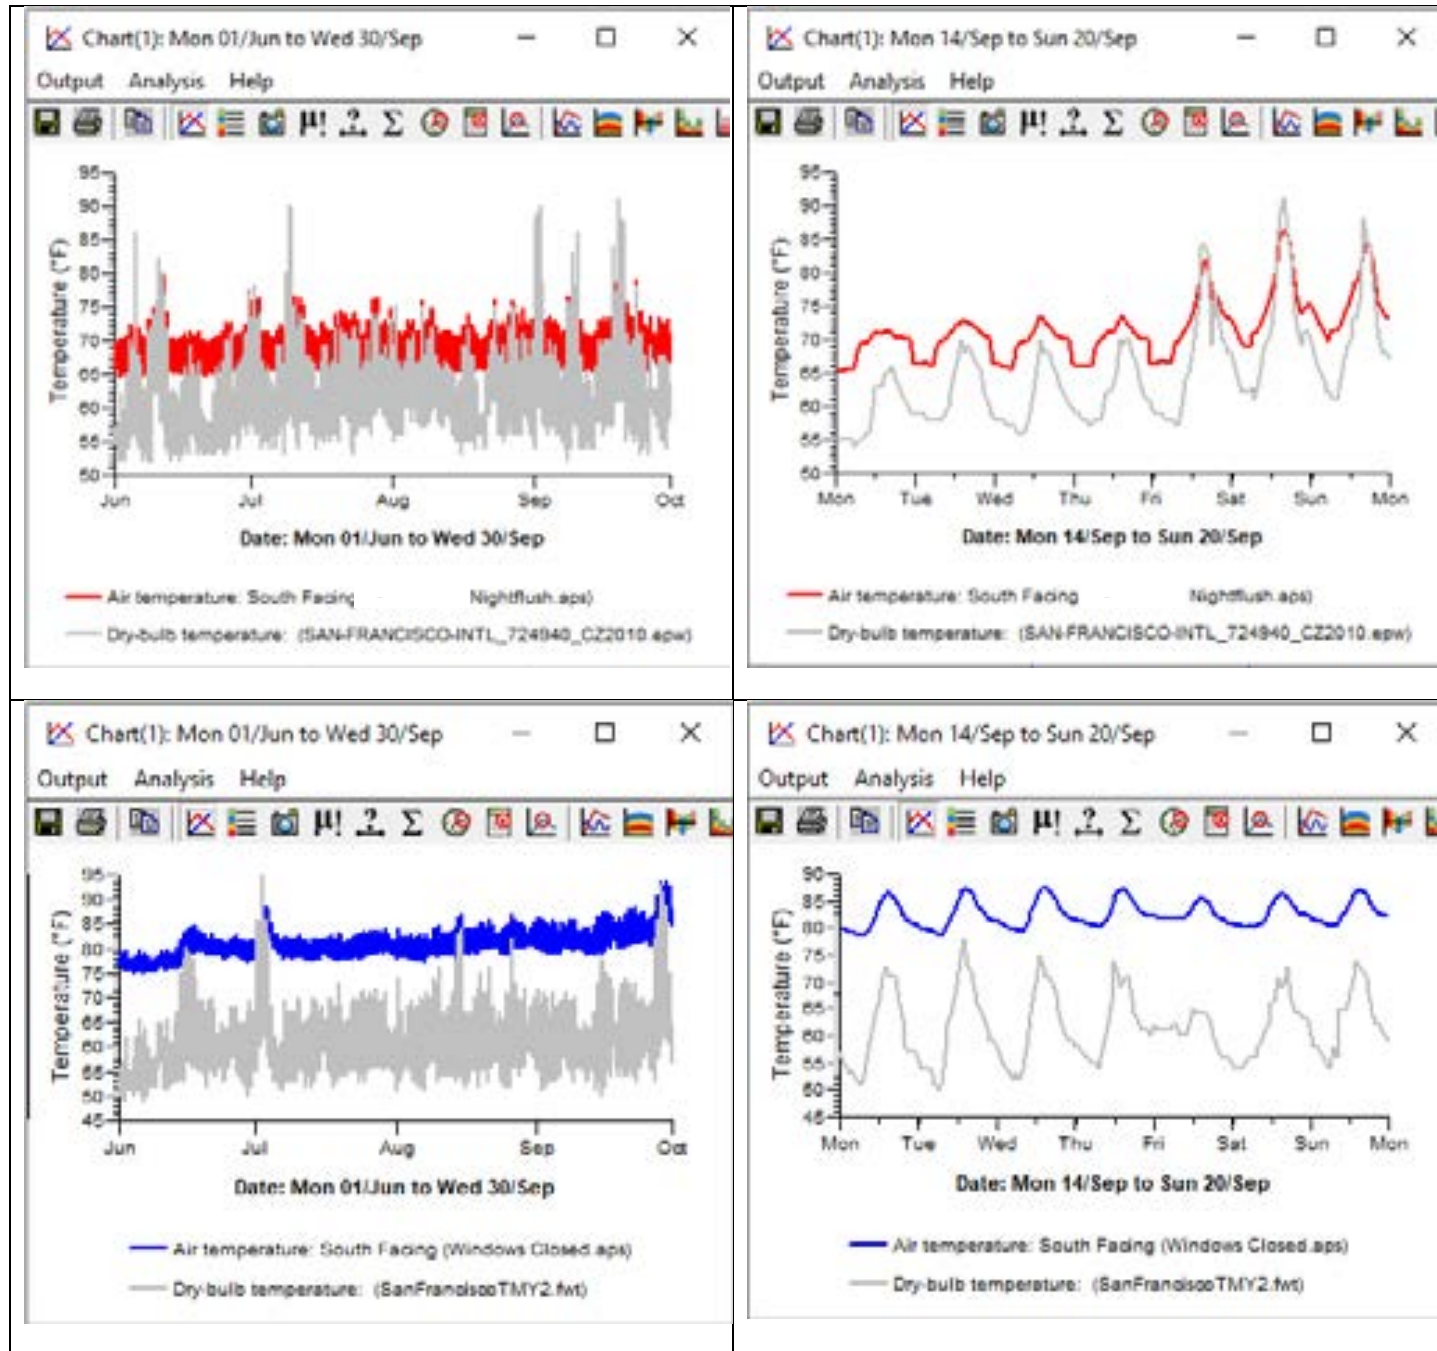 Chart(1): Mon 01/Jun to Wed 30/Sep
Output Analysis Help
95
90
85
80
75
70
65
60
55
50
Temperature (°F)
Jun Jul Aug Sep Oct
Date: Mon 01/Jun to Wed 30/Sep
Air temperature: South Facing Nightflush.aps)
Dry-bulb temperature: (SAN-FRANCISCO-INTL_724940_CZ2010.epw)
Chart(1): Mon 14/Sep to Sun 20/Sep
Output Analysis Help
95
90
85
80
75
70
65
60
55
50
Temperature (°F)
Mon Tue Wed Thu Fri Sat Sun Mon
Date: Mon 14/Sep to Sun 20/Sep
Air temperature: South Facing Nightflush.aps)
Dry-bulb temperature: (SAN-FRANCISCO-INTL_724940_CZ2010.epw)
Chart(1): Mon 01/Jun to Wed 30/Sep
Output Analysis Help
95
90
85
80
75
70
65
60
55
50
45
Temperature (°F)
Jun Jul Aug Sep Oct
Date: Mon 01/Jun to Wed 30/Sep
Air temperature: South Facing (Windows Closed.aps)
Dry-bulb temperature: (SanFranciscoTMY2.fwt)
Chart(1): Mon 14/Sep to Sun 20/Sep
Output Analysis Help
90
85
80
75
70
65
60
55
50
45
Temperature (°F)
Mon Tue Wed Thu Fri Sat Sun Mon
Date: Mon 14/Sep to Sun 20/Sep
Air temperature: South Facing (Windows Closed.aps)
Dry-bulb temperature: (SanFranciscoTMY2.fwt)